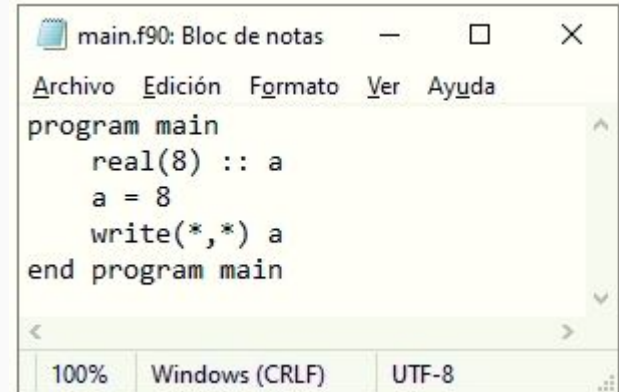 main.f90: Bloc de notas
Archivo Edición Formato Ver Ayuda
program main
    real(8) :: a
    a = 8
    write(*,*) a
end program main
100% Windows (CRLF) UTF-8